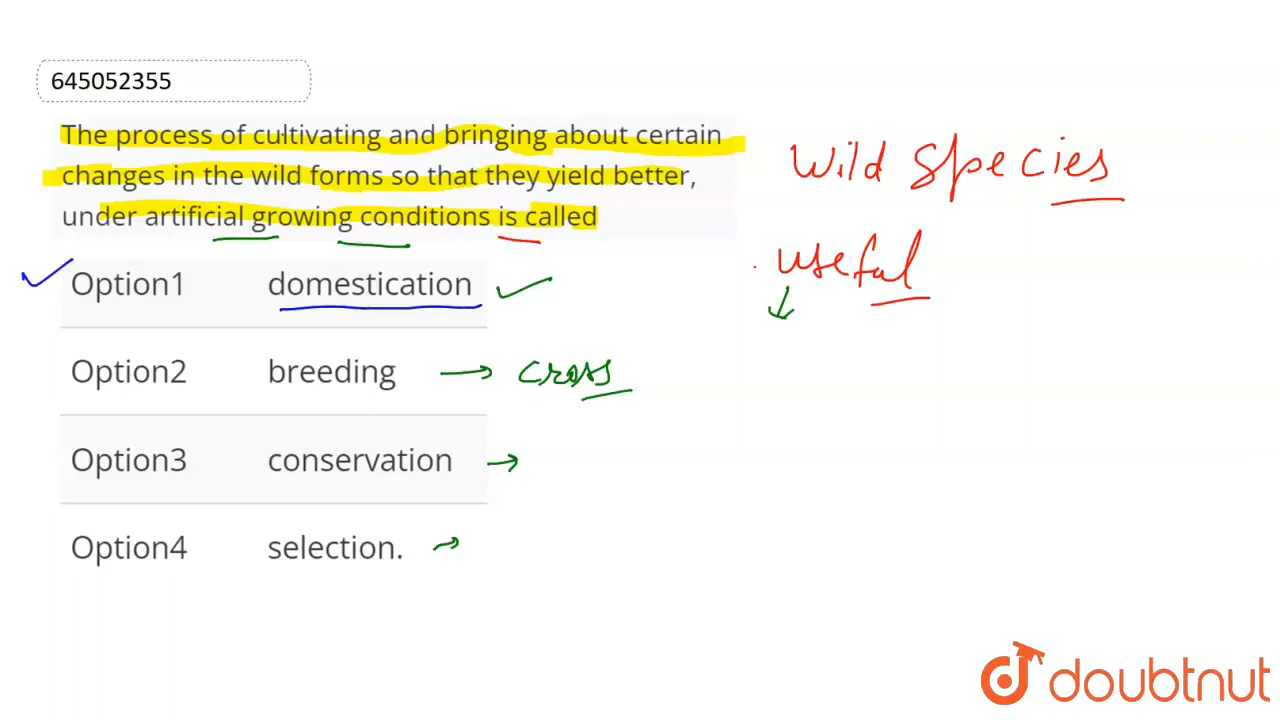 645052355
The process of cultivating and bringing about certain
changes in the wild forms so that they yield better,
under artificial growing conditions is called
Option1 domestication
Option2 breeding → cross
Option3 conservation →
Option4 selection. →
Wild Species
useful
↓
doubtnut